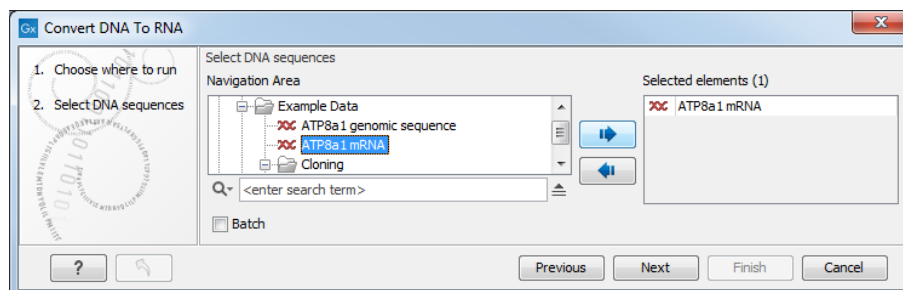 Gx Convert DNA To RNA
1. Choose where to run
2. Select DNA sequences
Select DNA sequences
Navigation Area
Example Data
ATP8a1 genomic sequence
ATP8a1 mRNA
Cloning
<enter search term>
Batch
Selected elements (1)
ATP8a1 mRNA
?
Previous
Next
Finish
Cancel